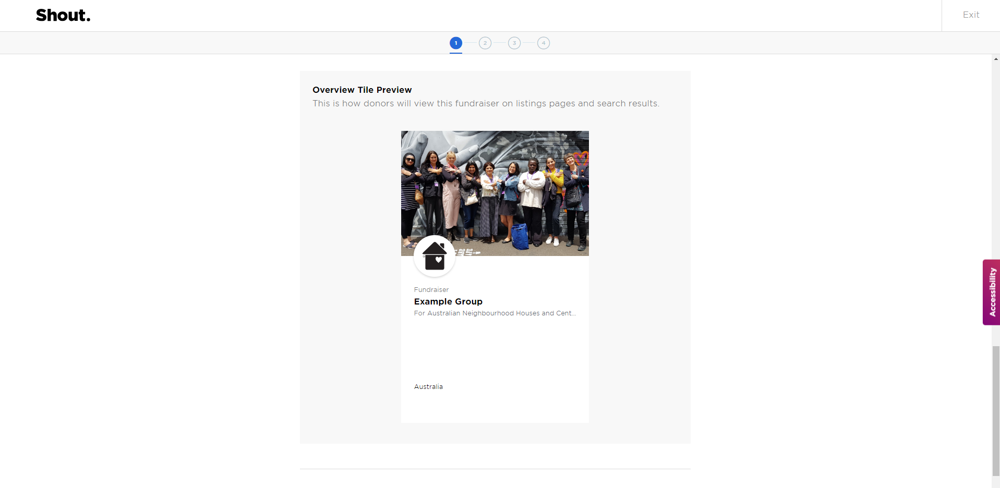 Shout.
Exit
1
2
3
4
Overview Tile Preview
This is how donors will view this fundraiser on listings pages and search results.
Fundraiser
Example Group
For Australian Neighbourhood Houses and Cent...
Australia
Accessibility